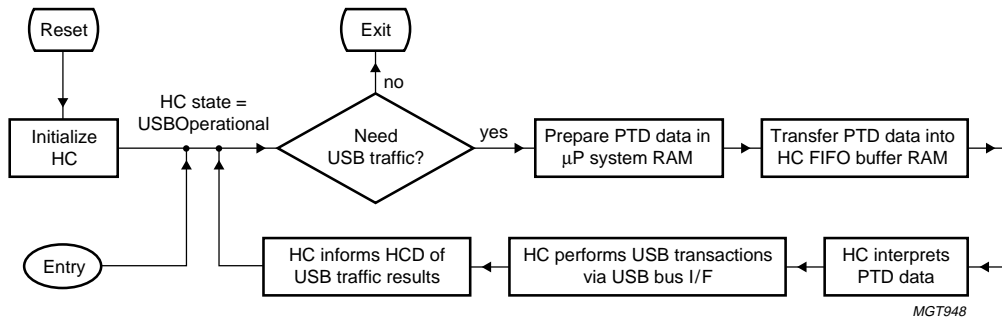 Reset
Exit
no
HC state =
USBOperational
Initialize
HC
Need
USB traffic?
yes
Prepare PTD data in
µP system RAM
Transfer PTD data into
HC FIFO buffer RAM
Entry
HC informs HCD of
USB traffic results
HC performs USB transactions
via USB bus I/F
HC interprets
PTD data
MGT948